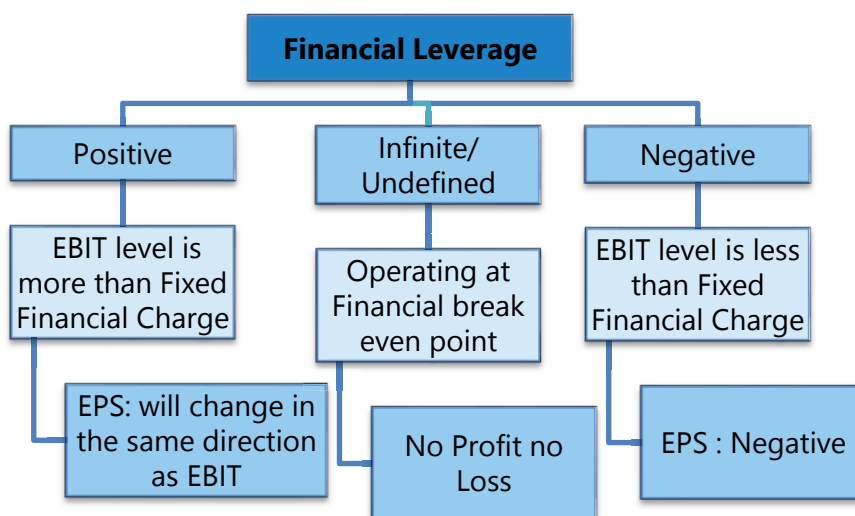 Financial Leverage
Positive
Infinite/
Undefined
Negative
EBIT level is
more than Fixed
Financial Charge
Operating at
Financial break
even point
EBIT level is less
than Fixed
Financial Charge
EPS: will change in
the same direction
as EBIT
No Profit no
Loss
EPS : Negative